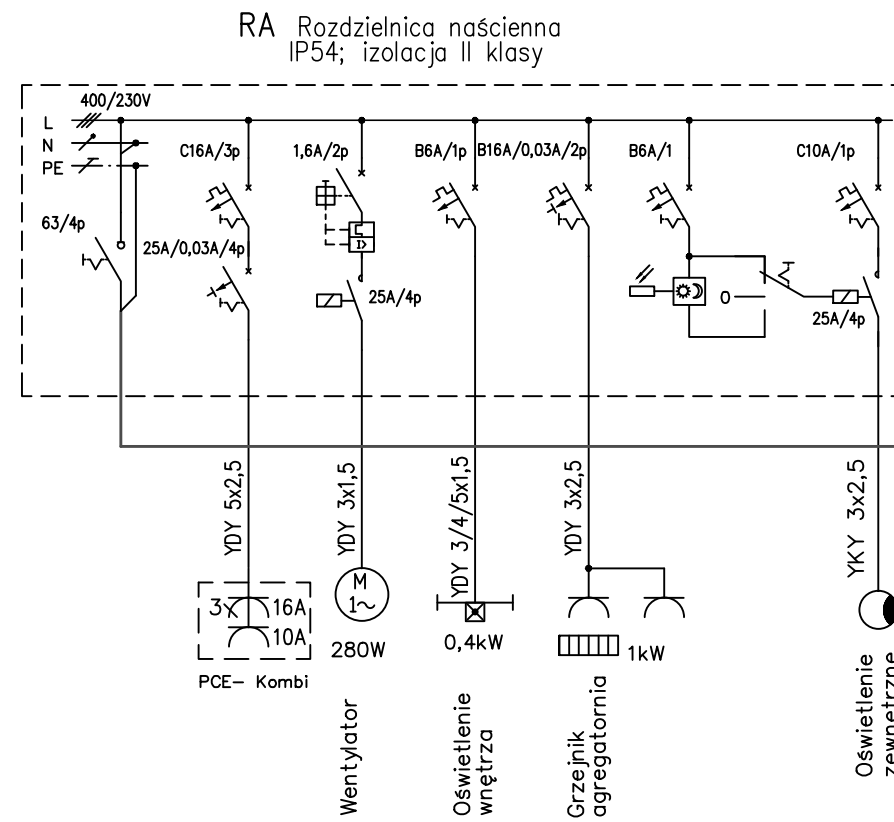 RA Rozdzielnica naścienna
IP54; izolacja II klasy
400/230V
L
N
PE
C16A/3p
1,6A/2p
B6A/1p
B16A/0,03A/2p
B6A/1
C10A/1p
63/4p
25A/0,03A/4p
I>
25A/4p
0
25A/4p
YDY 5x2,5
YDY 3x1,5
YDY 3/4/5x1,5
YDY 3x2,5
YKY 3x2,5
3 16A
10A
PCE- Kombi
M
1~
280W
Wentylator
0,4kW
Oświetlenie
wnętrza
1kW
Grzejnik
agregatornia
Oświetlenie
zewnętrzne